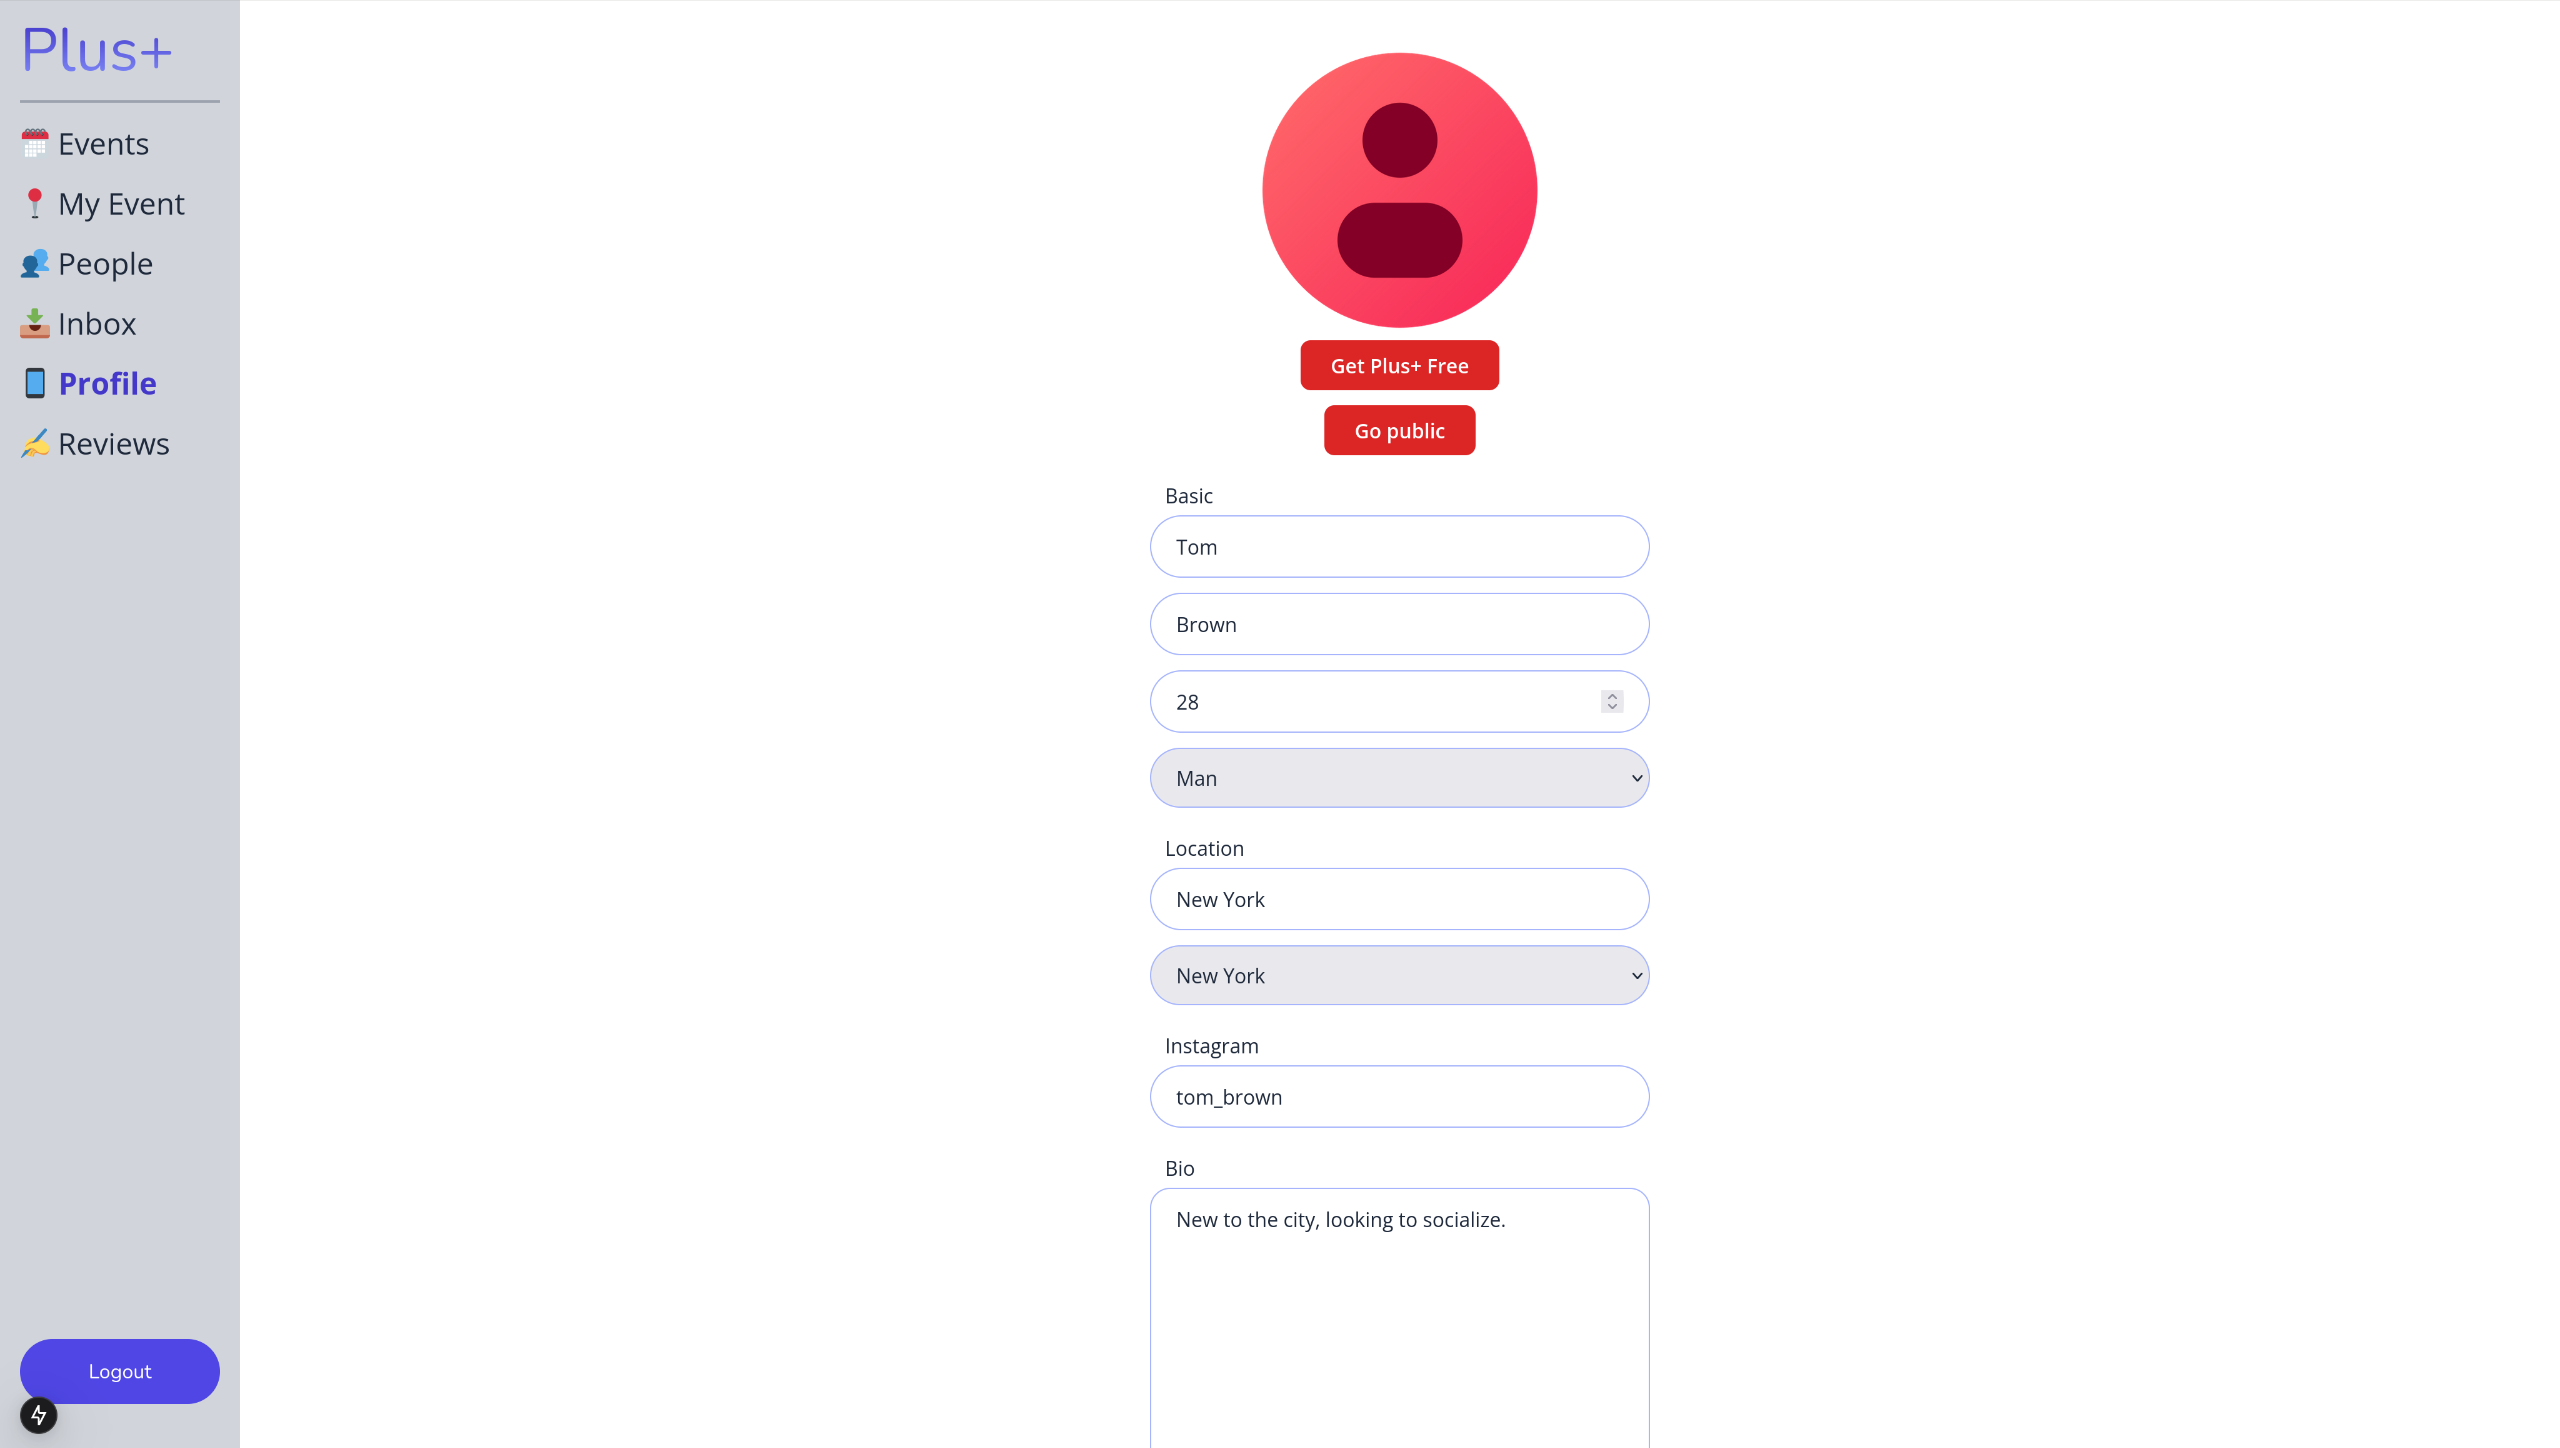 Plus+
Events
My Event
People
Inbox
Profile
Reviews
Logout
Get Plus+ Free
Go public
Basic
Tom
Brown
28
Man
Location
New York
New York
Instagram
tom_brown
Bio
New to the city, looking to socialize.